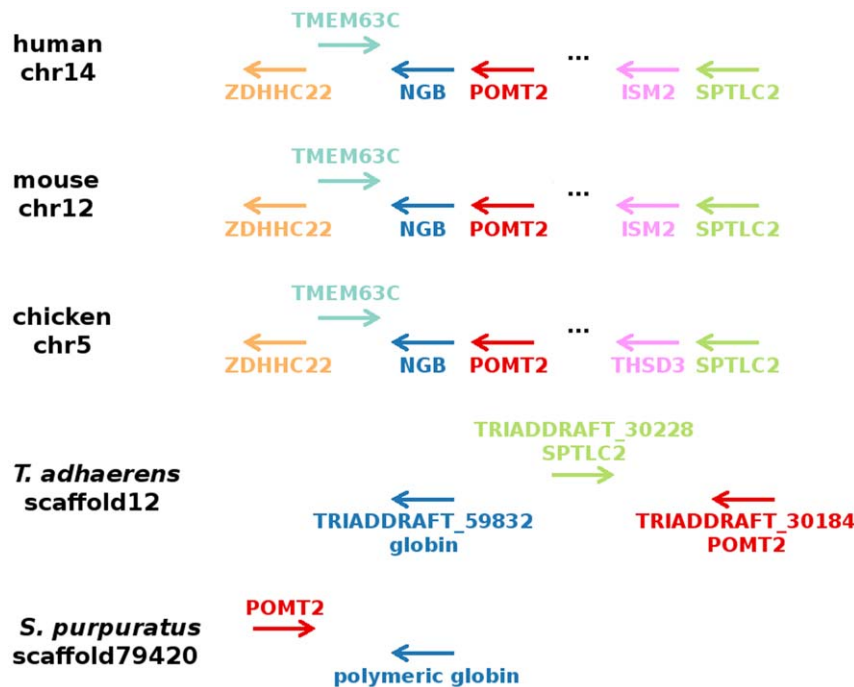 TMEM63C
human
chr14
...
ZDHHC22 NGB POMT2 ISM2 SPTLC2
TMEM63C
mouse
chr12
...
ZDHHC22 NGB POMT2 ISM2 SPTLC2
TMEM63C
chicken
chr5
...
ZDHHC22 NGB POMT2 THSD3 SPTLC2
TRIADDRAFT_30228
SPTLC2
T. adhaerens
scaffold12
TRIADDRAFT_59832 TRIADDRAFT_30184
globin POMT2
POMT2
S. purpuratus
scaffold79420
polymeric globin